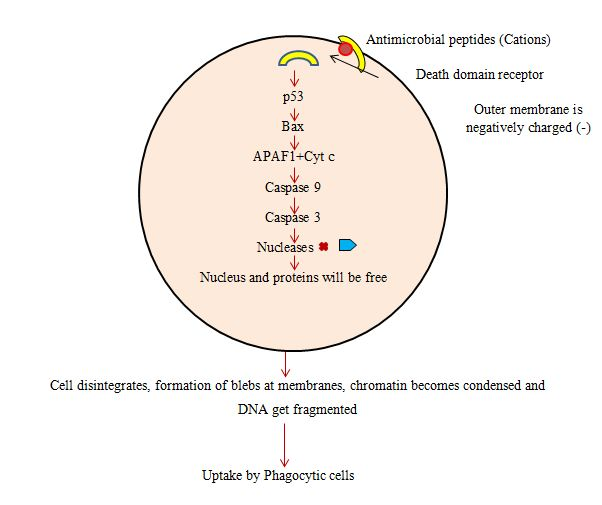 Antimicrobial peptides (Cations)
Death domain receptor
Outer membrane is
negatively charged (-)
p53
Bax
APAF1+Cyt c
Caspase 9
Caspase 3
Nucleases
Nucleus and proteins will be free
Cell disintegrates, formation of blebs at membranes, chromatin becomes condensed and
DNA get fragmented
Uptake by Phagocytic cells